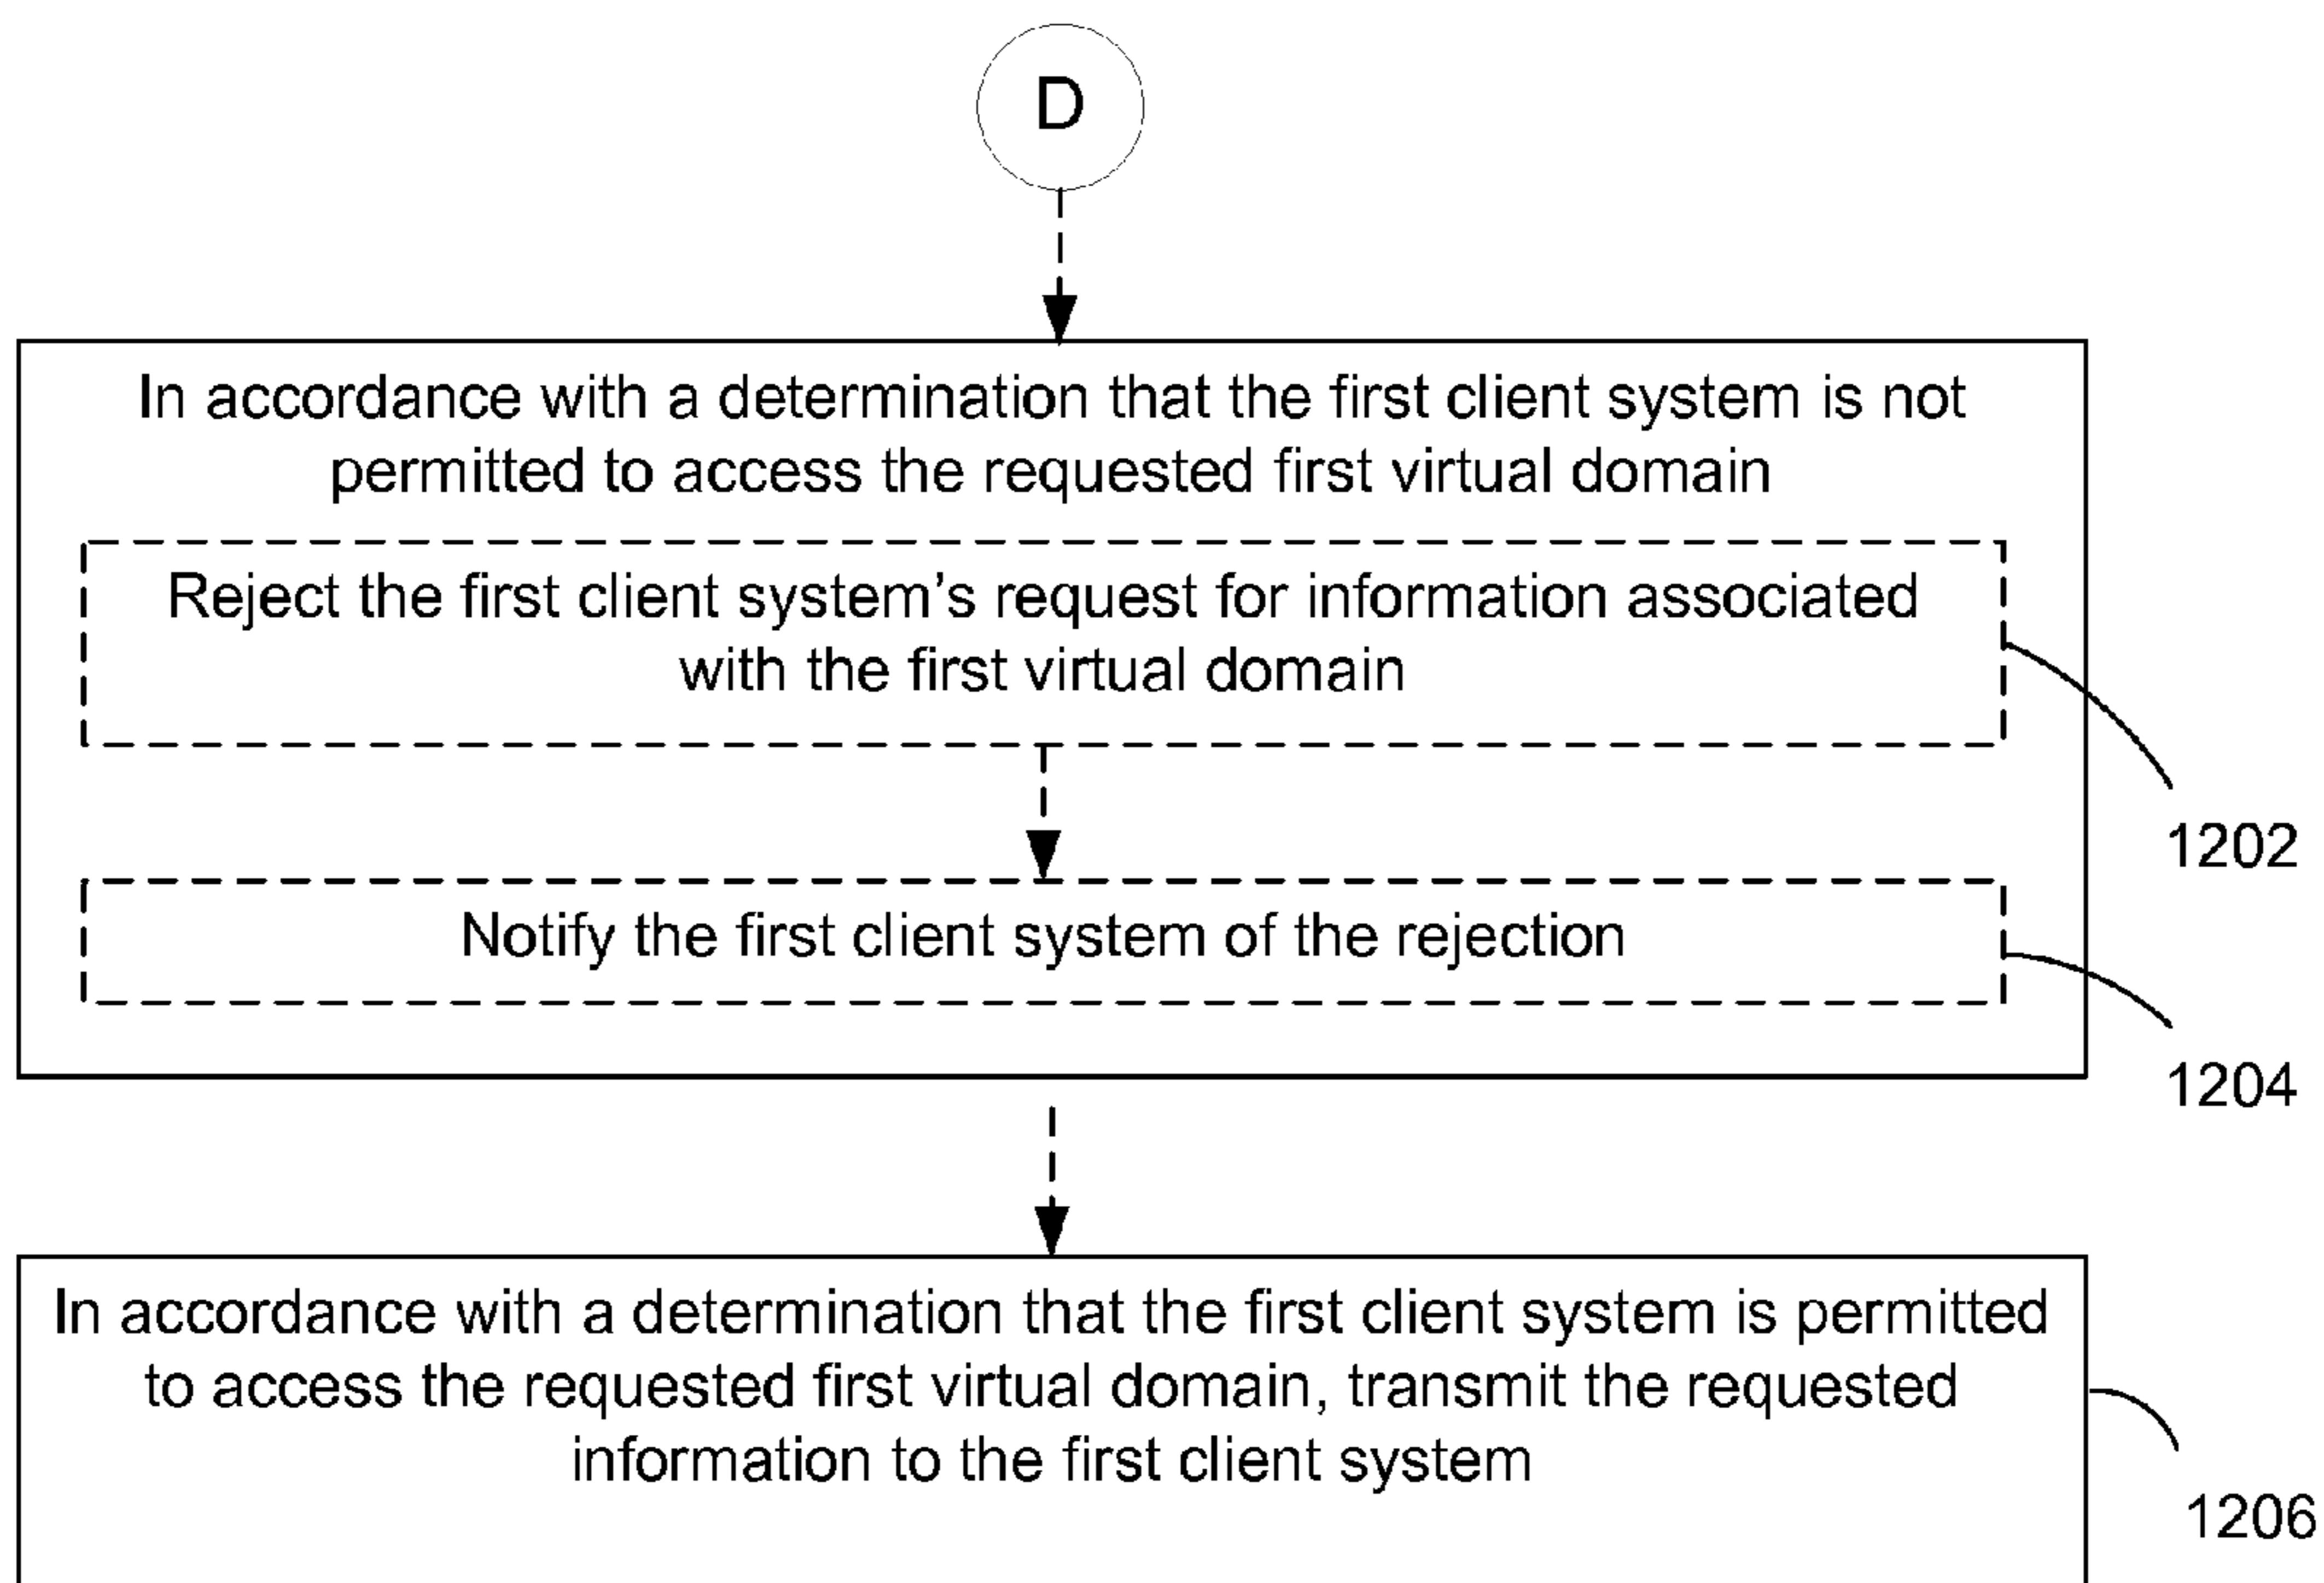 D
In accordance with a determination that the first client system is not
permitted to access the requested first virtual domain
Reject the first client system’s request for information associated
with the first virtual domain
1202
Notify the first client system of the rejection
1204
In accordance with a determination that the first client system is permitted
to access the requested first virtual domain, transmit the requested
information to the first client system
1206